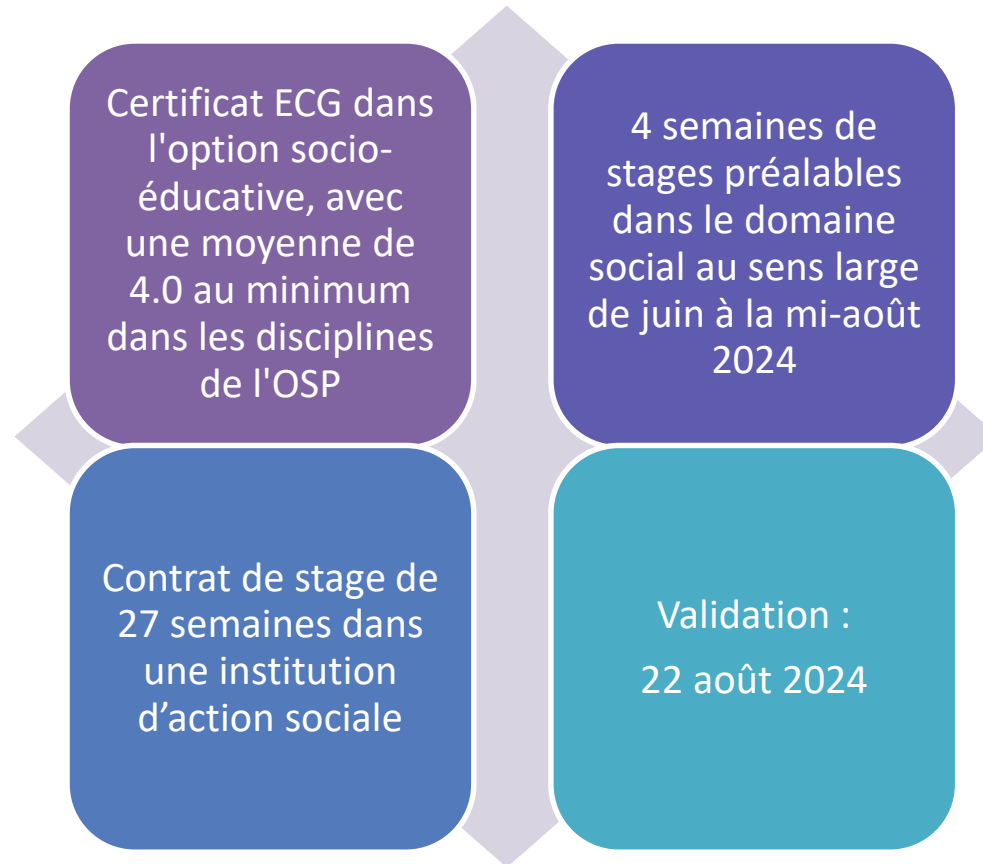 Certificat ECG dans
l'option socio-
éducative, avec
une moyenne de
4.0 au minimum
dans les disciplines
de l'OSP
4 semaines de
stages préalables
dans le domaine
social au sens large
de juin à la mi-août
2024
Contrat de stage de
27 semaines dans
une institution
d’action sociale
Validation :
22 août 2024